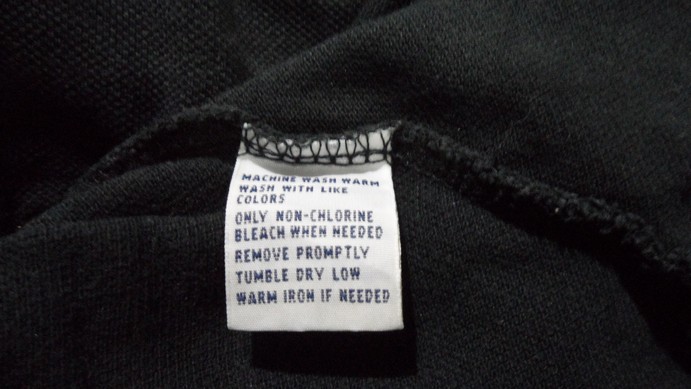 MACHINE WASH WARM
WASH WITH LIKE
COLORS
ONLY NON-CHLORINE
BLEACH WHEN NEEDED
REMOVE PROMPTLY
TUMBLE DRY LOW
WARM IRON IF NEEDED